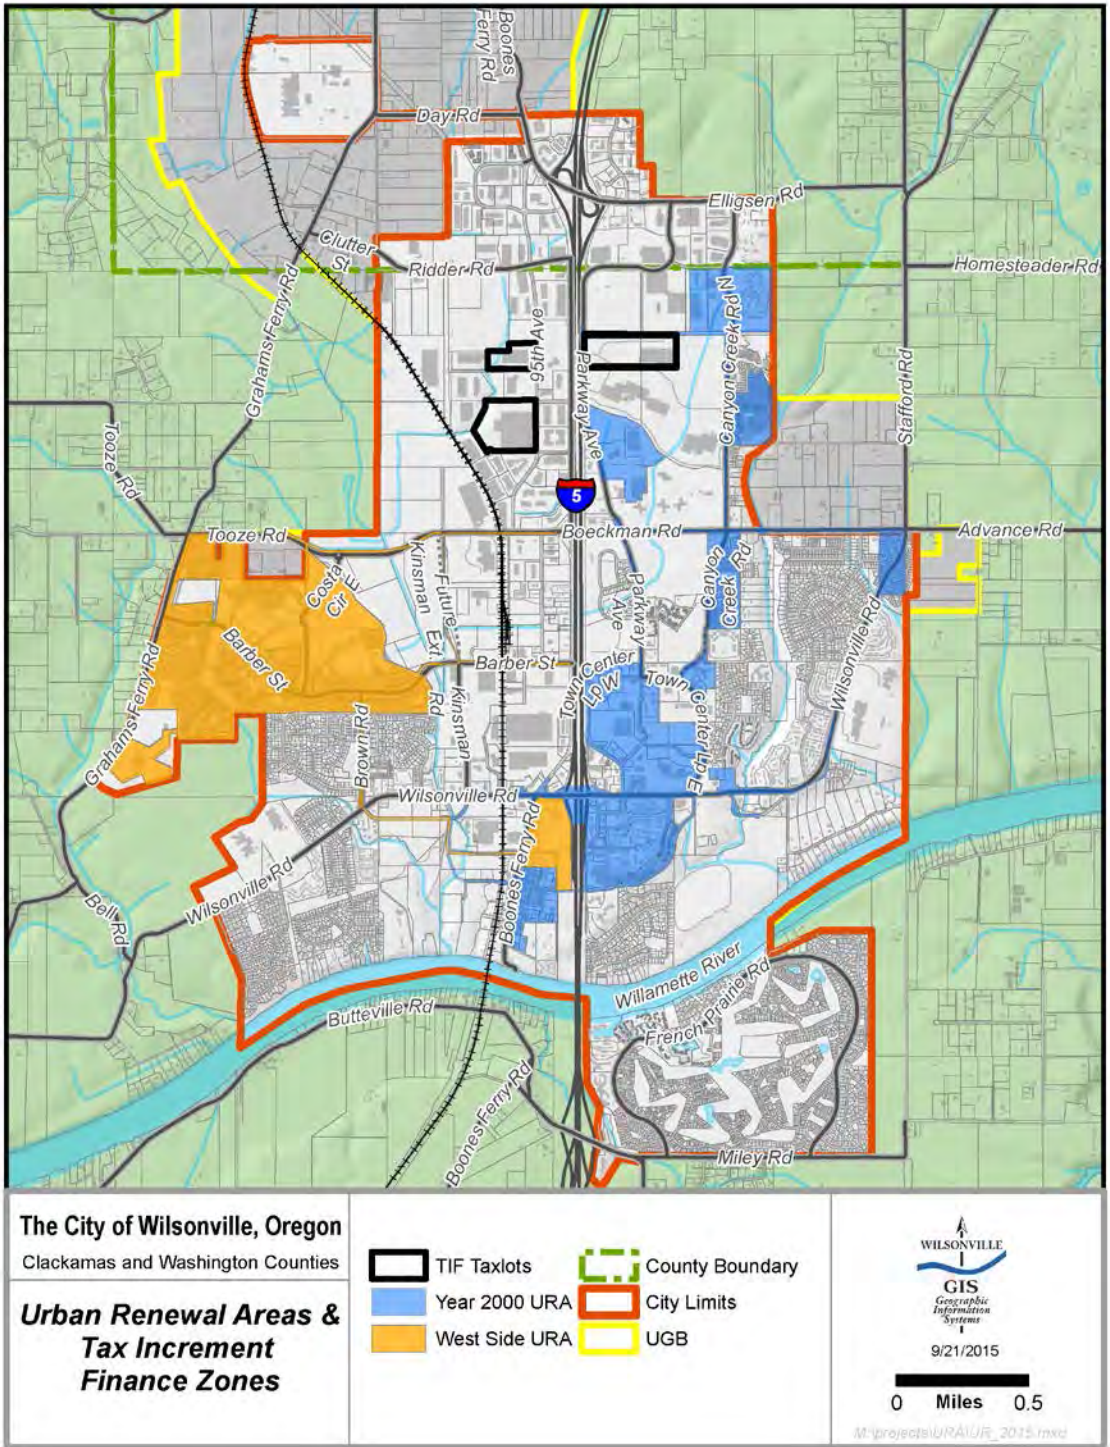 Boones
Ferry Rd
Day Rd
Elligsen Rd
Clutter
St
Ridder Rd
Homesteader Rd
Grahams Ferry Rd
95th Ave
Parkway Ave
Canyon Creek Rd N
Stafford Rd
Tooze Rd
5
Tooze Rd
Boeckman Rd
Advance Rd
Kinsman
Future
Ext.
Rd
Costa
Cir E
Canyon
Creek Rd
Parkway
Ave
Wilsonville Rd
Barber St
Barber St
Town Center
Lp W
Town Center Lp E
Grahams Ferry Rd
Brown Rd
Kinsman
Wilsonville Rd
Boones Ferry Rd
Wilsonville Rd
Bell Rd
Willamette River
French Prairie Rd
Butteville Rd
Boones Ferry Rd
Miley Rd
The City of Wilsonville, Oregon
Clackamas and Washington Counties
Urban Renewal Areas &
Tax Increment
Finance Zones
TIF Taxlots
Year 2000 URA
West Side URA
County Boundary
City Limits
UGB
WILSONVILLE
GIS
Geographic
Information
Systems
9/21/2015
0 Miles 0.5
M:\projects\URA\UR_2015.mxd